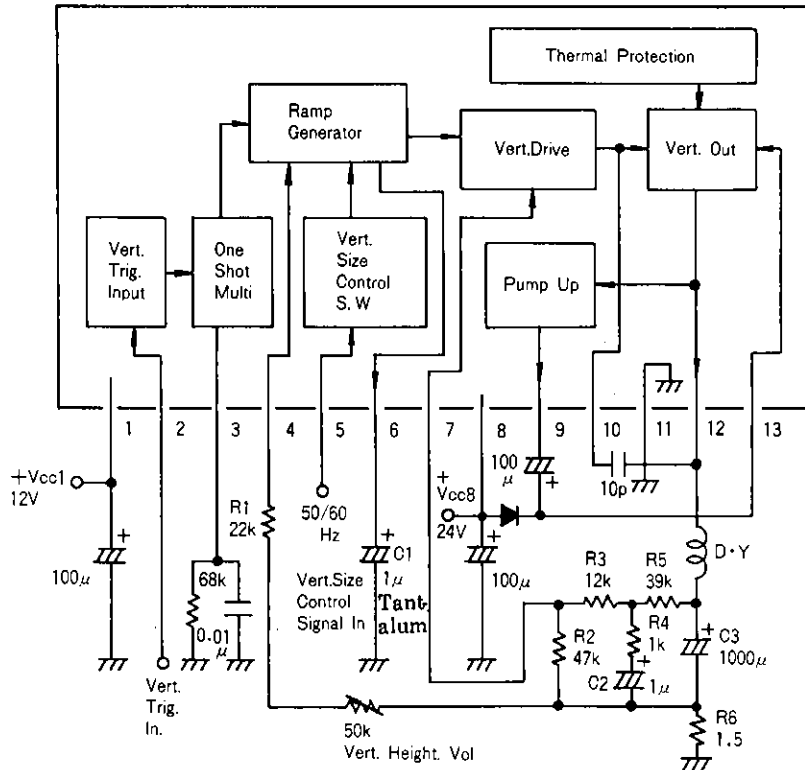 Thermal Protection
Ramp
Generator
Vert.Drive
Vert. Out
Vert.
Trig.
Input
One
Shot
Multi
Vert.
Size
Control
S.W
Pump Up
1
2
3
4
5
6
7
8
9
10
11
12
13
+Vcc1
12V
+
100μ
68k
0.01
μ
Vert.
Trig.
In.
R1
22k
50/60
Hz
Vert.Size
Control
Signal In
+
C1
1μ
Tant
alum
+
Vcc8
24V
+
100μ
100
μ
+
10p
D·Y
R3
12k
R5
39k
R2
47k
R4
1k
+
C2
1μ
+
C3
1000μ
R6
1.5
50k
Vert. Height. Vol